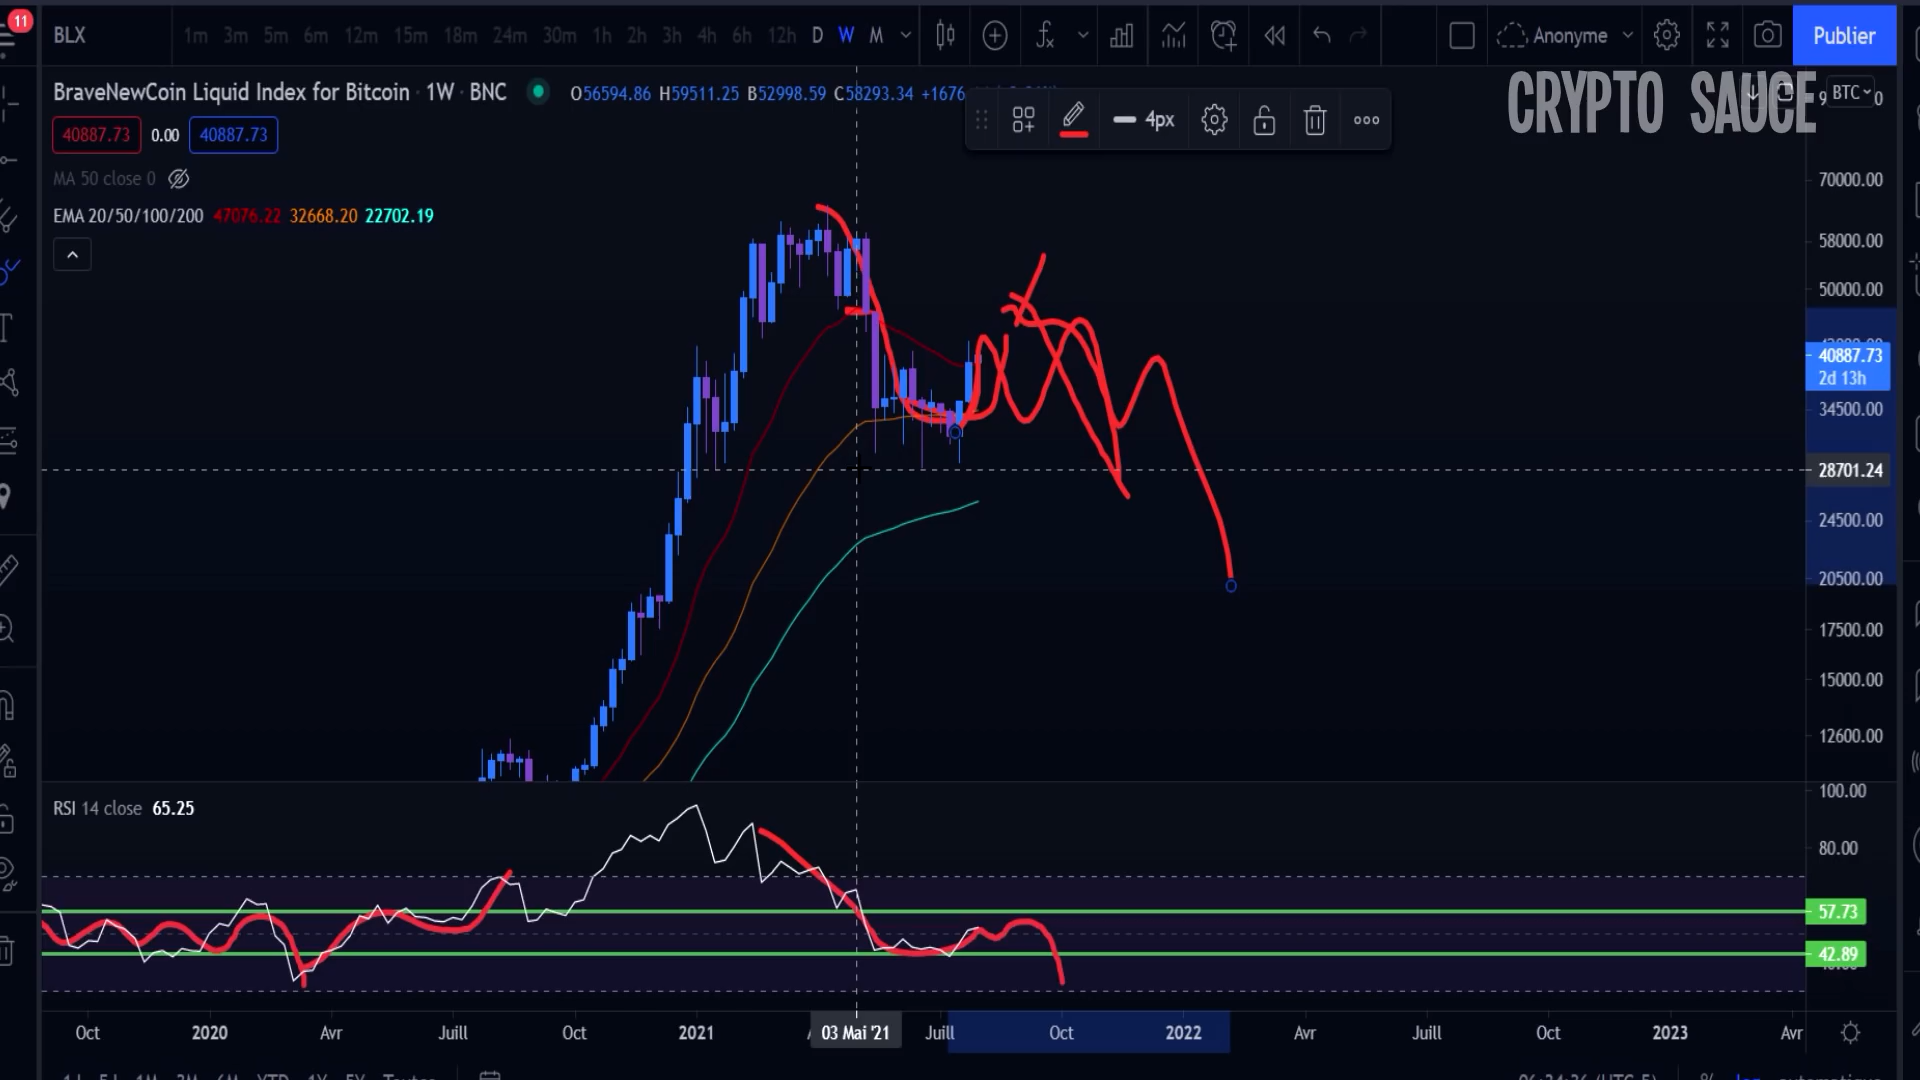 11
BLX 1m 3m 5m 6m 12m 15m 18m 24m 30m 1h 2h 3h 4h 6h 12h D W M Anonyme Publier
CRYPTO SAUCE
BraveNewCoin Liquid Index for Bitcoin · 1W · BNC O56594.86 H59511.25 B52998.59 C58293.34 +1676
BTC
4px
40887.73 0.00 40887.73
MA 50 close 0
EMA 20/50/100/200 47076.22 32668.20 22702.19
70000.00
58000.00
50000.00
40887.73
2d 13h
34500.00
28701.24
24500.00
20500.00
17500.00
15000.00
12600.00
RSI 14 close 65.25
100.00
80.00
57.73
42.89
Oct 2020 Avr Juill Oct 2021 03 Mai '21 Juill Oct 2022 Avr Juill Oct 2023 Avr